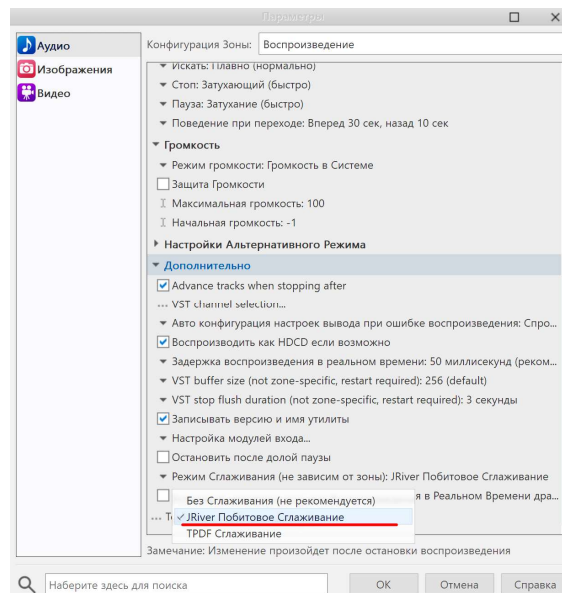 Параметры
Аудио
Изображения
Видео
Конфигурация Зоны: Воспроизведение
Искать: Плавно (нормально)
Стоп: Затухающий (быстро)
Пауза: Затухание (быстро)
Поведение при переходе: Вперед 30 сек, назад 10 сек
Громкость
Режим громкости: Громкость в Системе
Защита Громкости
Максимальная громкость: 100
Начальная громкость: -1
Настройки Альтернативного Режима
Дополнительно
Advance tracks when stopping after
VST channel selection...
Авто конфигурация настроек вывода при ошибке воспроизведения: Спро...
Воспроизводить как HDCD если возможно
Задержка воспроизведения в реальном времени: 50 миллисекунд (реком...
VST buffer size (not zone-specific, restart required): 256 (default)
VST stop flush duration (not zone-specific, restart required): 3 секунды
Записывать версию и имя утилиты
Настройка модулей входа...
Остановить после долой паузы
Режим Сглаживания (не зависим от зоны): JRiver Побитовое Сглаживание
Без Сглаживания (не рекомендуется)
я в Реальном Времени дра...
JRiver Побитовое Сглаживание
TPDF Сглаживание
Замечание: Изменение произойдет после остановки воспроизведения
Наберите здесь для поиска
OK Отмена Справка